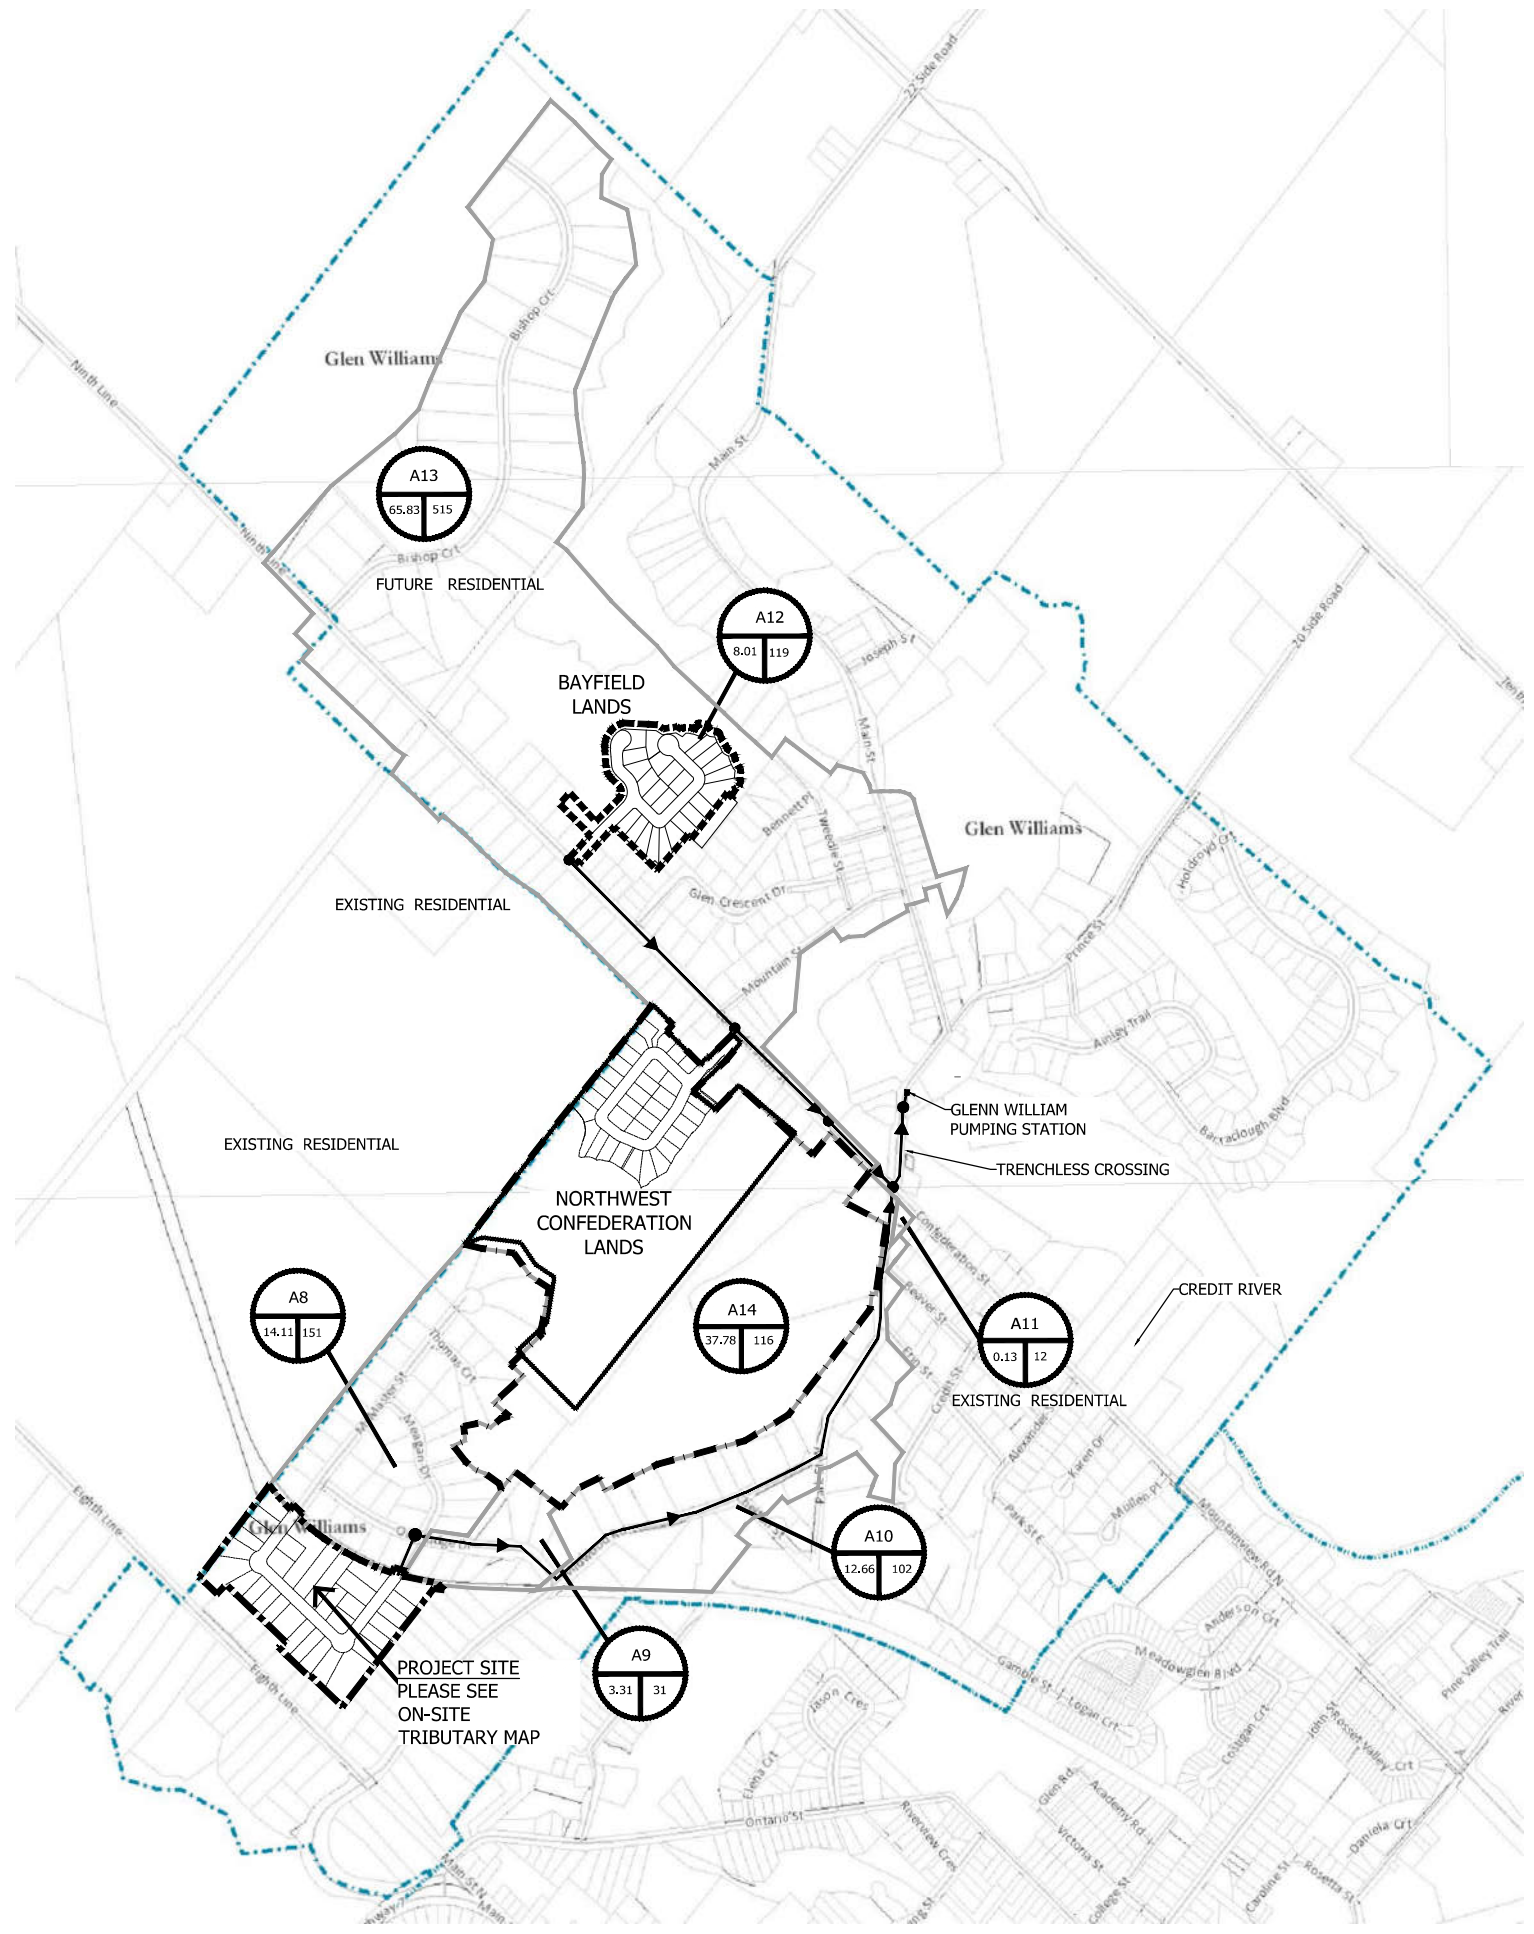 22 Side Road
Bishop Crt
Glen Williams
Ninth Line
Main St
A13
65.83 515
Bishop Crt
FUTURE RESIDENTIAL
20 Side Road
A12
8.01 119
Joseph St
BAYFIELD
LANDS
Main St
Bennett Pl
Tweedle St
Glen Williams
Holdroyd Crt
Glen Crescent Dr
EXISTING RESIDENTIAL
Prince St
Mountain St
Ainley Trail
GLENN WILLIAM
PUMPING STATION
Barraclough Blvd
EXISTING RESIDENTIAL
TRENCHLESS CROSSING
NORTHWEST
CONFEDERATION
LANDS
Confederation St
A8
14.11 151
A14
37.78 116
Beaver St
CREDIT RIVER
A11
0.13 12
Thomas Crt
Erin St
Credit St
EXISTING RESIDENTIAL
Meagan Dr
Alexander St
Karen Dr
Eighth Line
Mullen Pl
Glen Williams
Park St E
Mountainview Rd N
A10
12.66 102
Anderson Crt
Meadowglen Blvd
Pine Valley Trail
A9
3.31 31
PROJECT SITE
PLEASE SEE
ON-SITE
TRIBUTARY MAP
Eighth Line
Gamble St
Logan Crt
Jason Cres
Costigan Crt
John St
Rosset Valley Crt
River
Elena Crt
Glen Rd
Academy Rd
Ontario St
Riverview Cres
Victoria St
Daniela Crt
Main St N
College St
Caroline St
Rosetta St